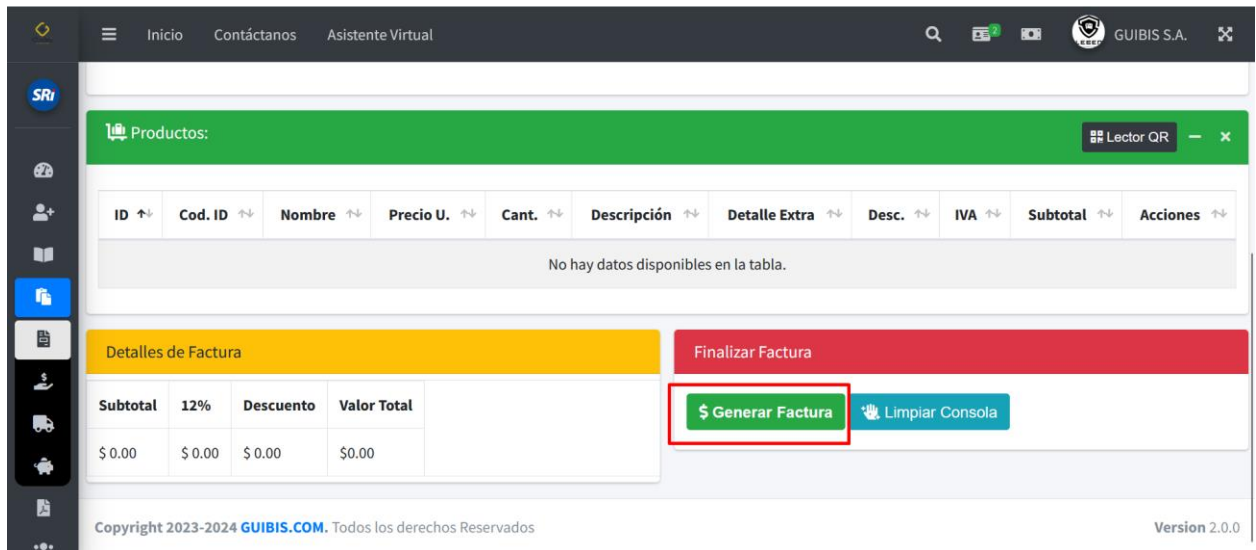 Inicio Contáctanos Asistente Virtual 2 GUIBIS S.A.
SRi
Productos: Lector QR
ID Cod. ID Nombre Precio U. Cant. Descripción Detalle Extra Desc. IVA Subtotal Acciones
No hay datos disponibles en la tabla.
Detalles de Factura
Subtotal 12% Descuento Valor Total
$ 0.00 $ 0.00 $ 0.00 $0.00
Finalizar Factura
$ Generar Factura Limpiar Consola
Copyright 2023-2024 GUIBIS.COM. Todos los derechos Reservados Version 2.0.0